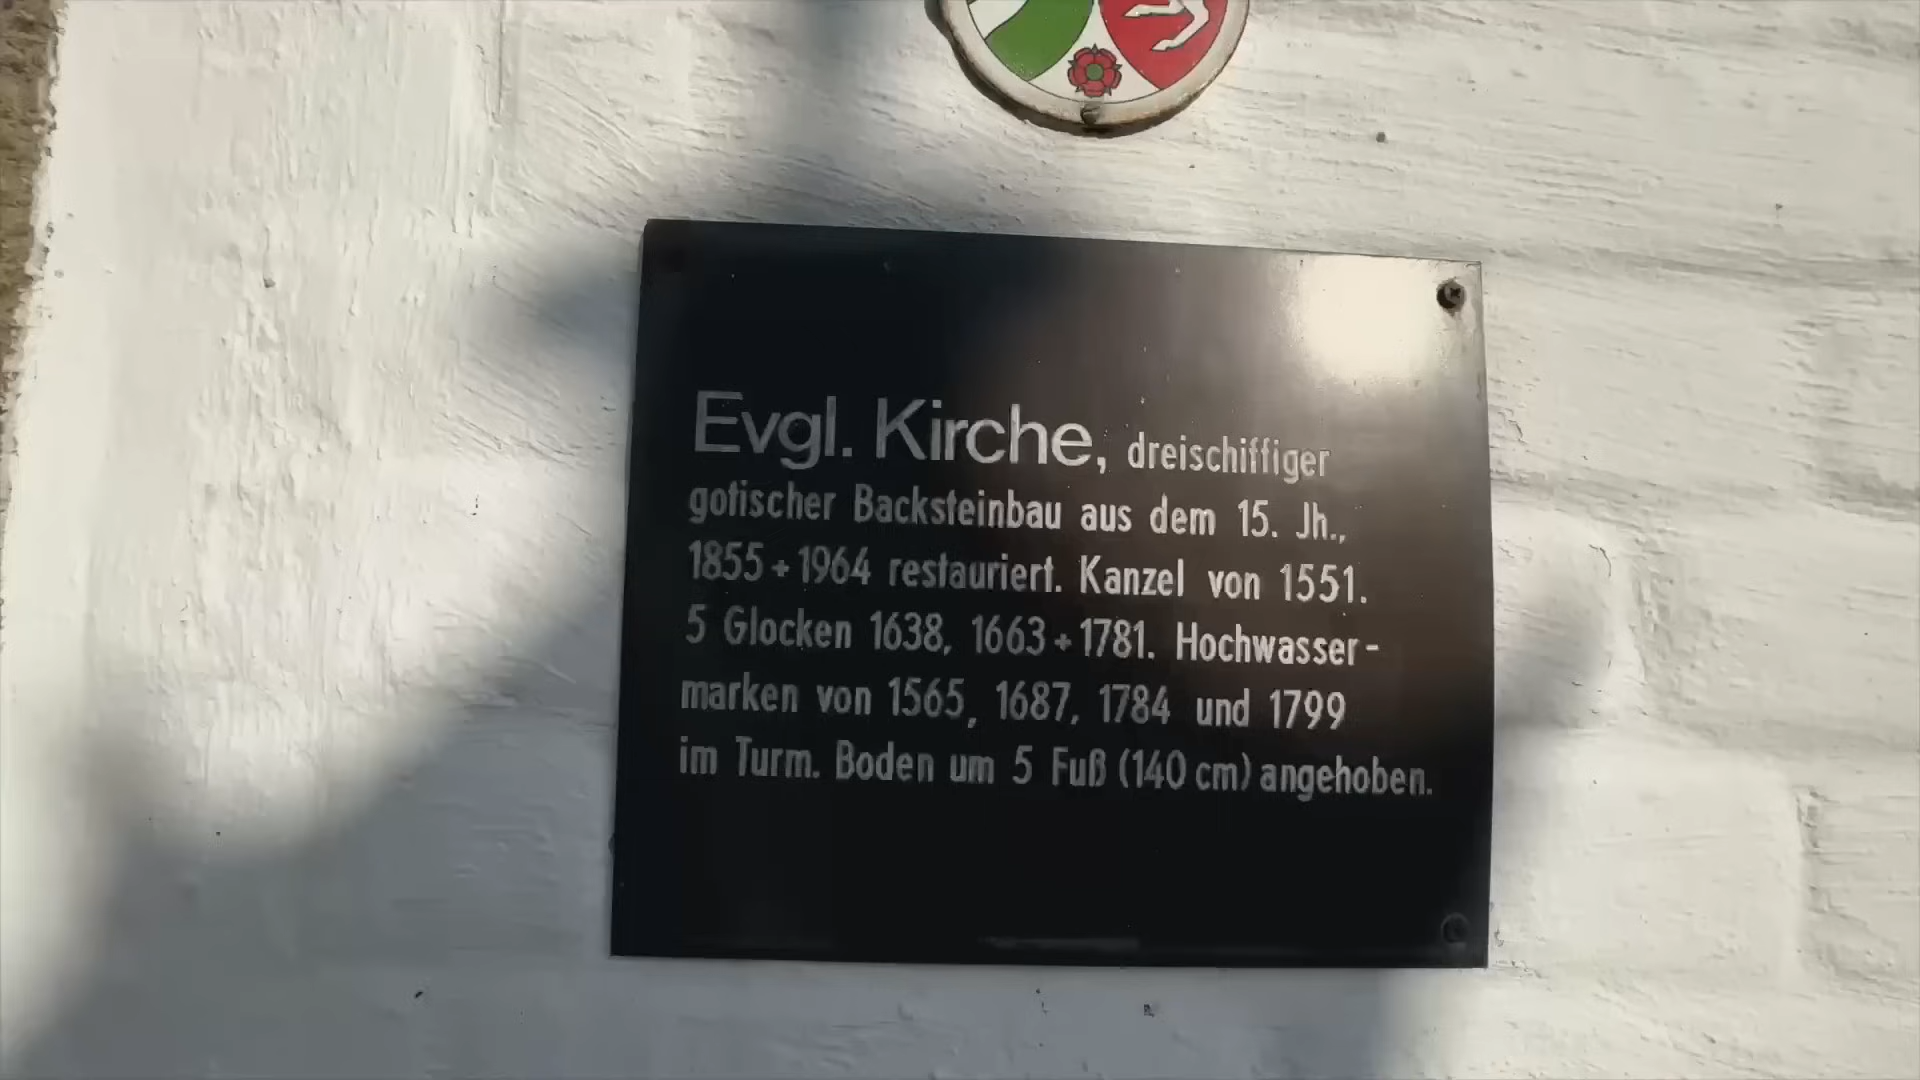 Evgl. Kirche, dreischiffiger
gotischer Backsteinbau aus dem 15. Jh.,
1855+1964 restauriert. Kanzel von 1551.
5 Glocken 1638, 1663+1781. Hochwasser-
marken von 1565, 1687, 1784 und 1799
im Turm. Boden um 5 Fuß (140 cm) angehoben.